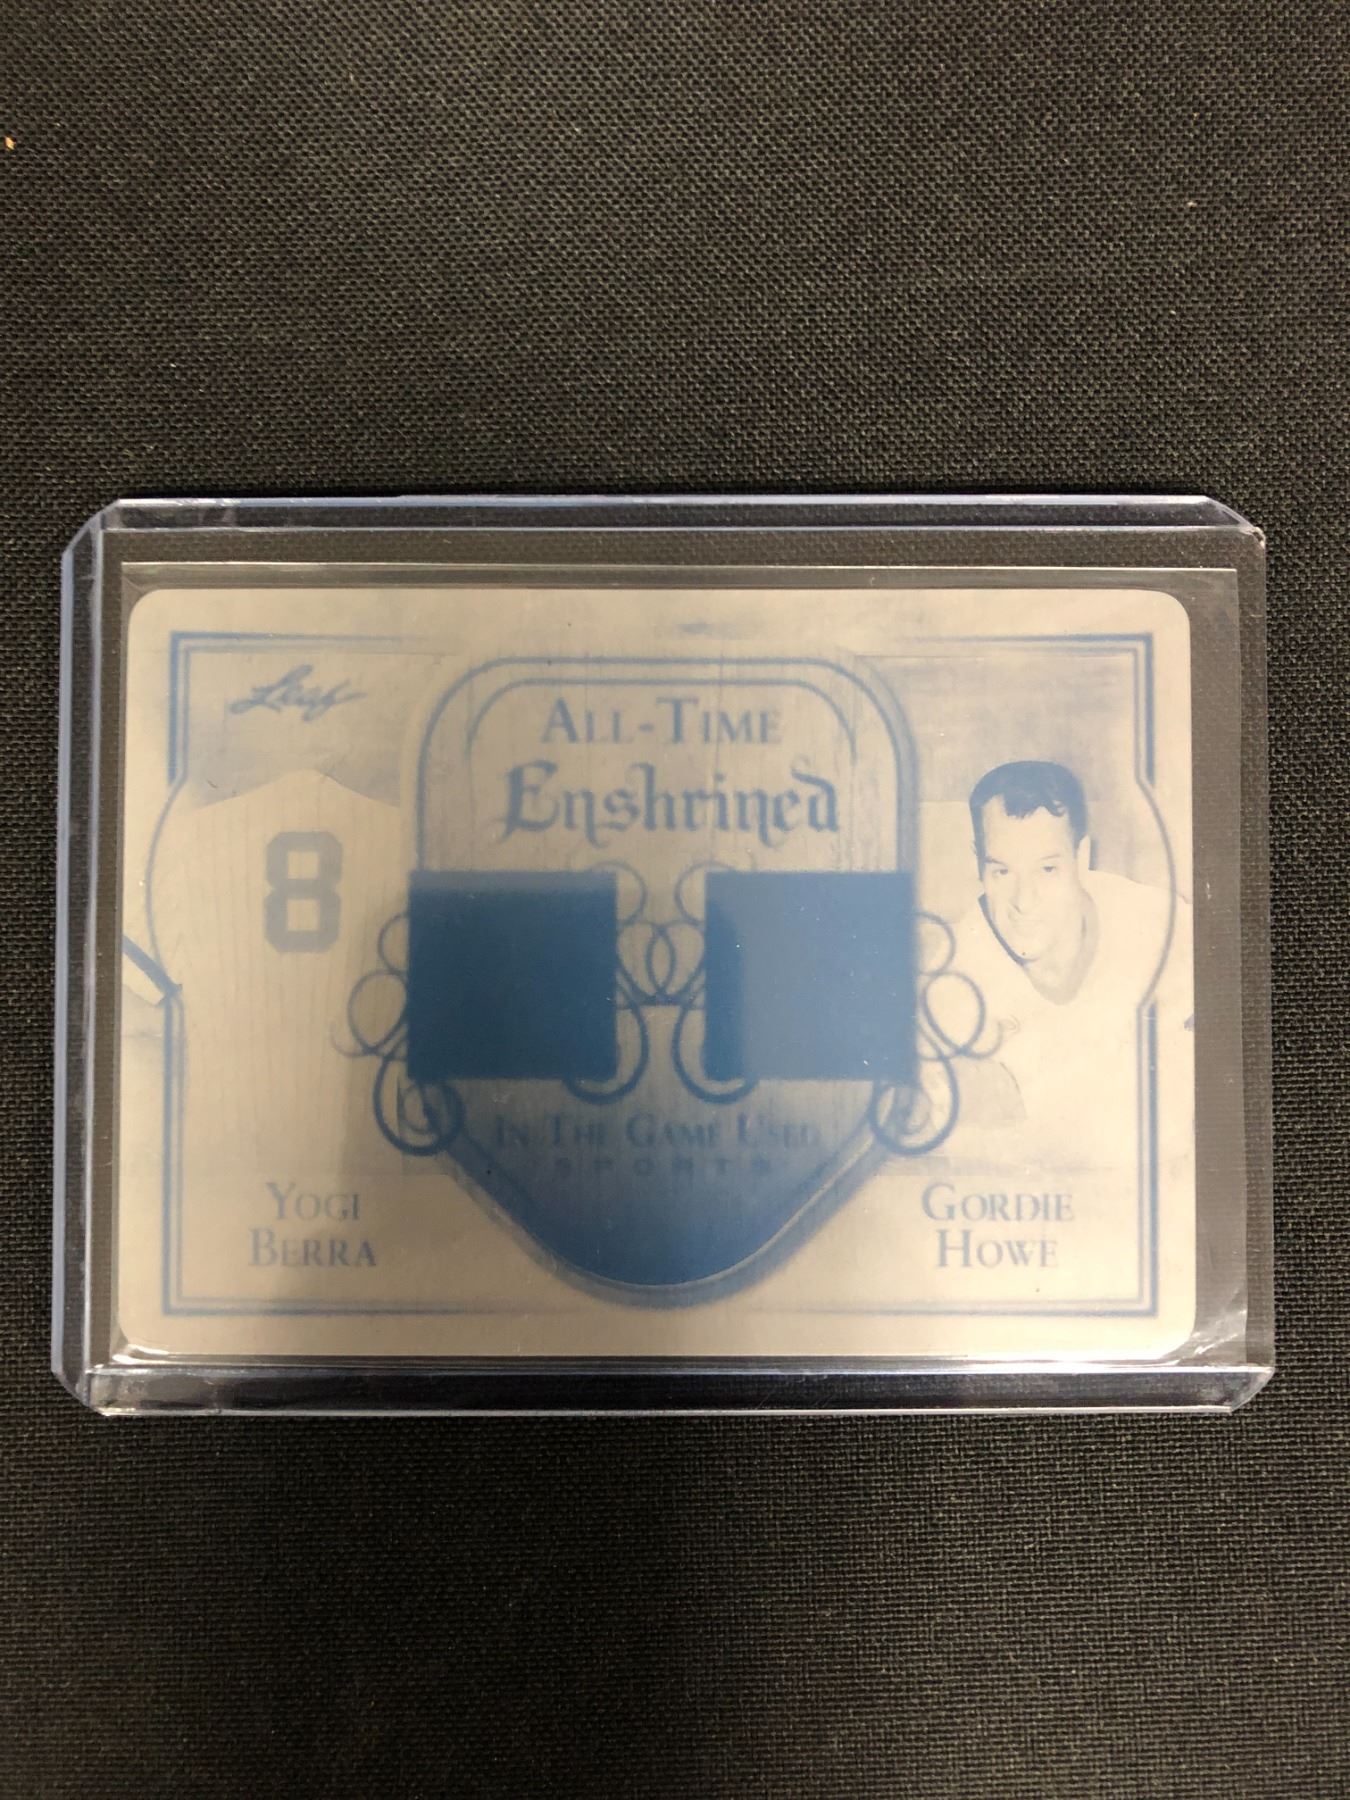 Leaf
All-Time
Enshrined
8
In The Game Used
SPORTS
Yogi
Berra
Gordie
Howe